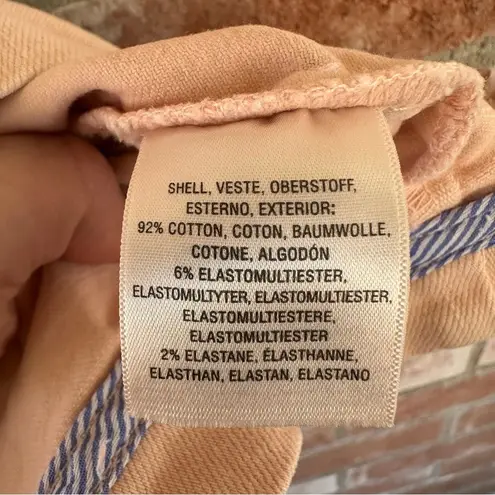 SHELL, VESTE, OBERSTOFF,
ESTERNO, EXTERIOR:
92% COTTON, COTON, BAUMWOLLE,
COTONE, ALGODÓN
6% ELASTOMULTIESTER,
ELASTOMULTYTER, ELASTOMULTIESTER,
ELASTOMULTIESTERE,
ELASTOMULTIESTER
2% ELASTANE, ÉLASTHANNE,
ELASTHAN, ELASTAN, ELASTANO